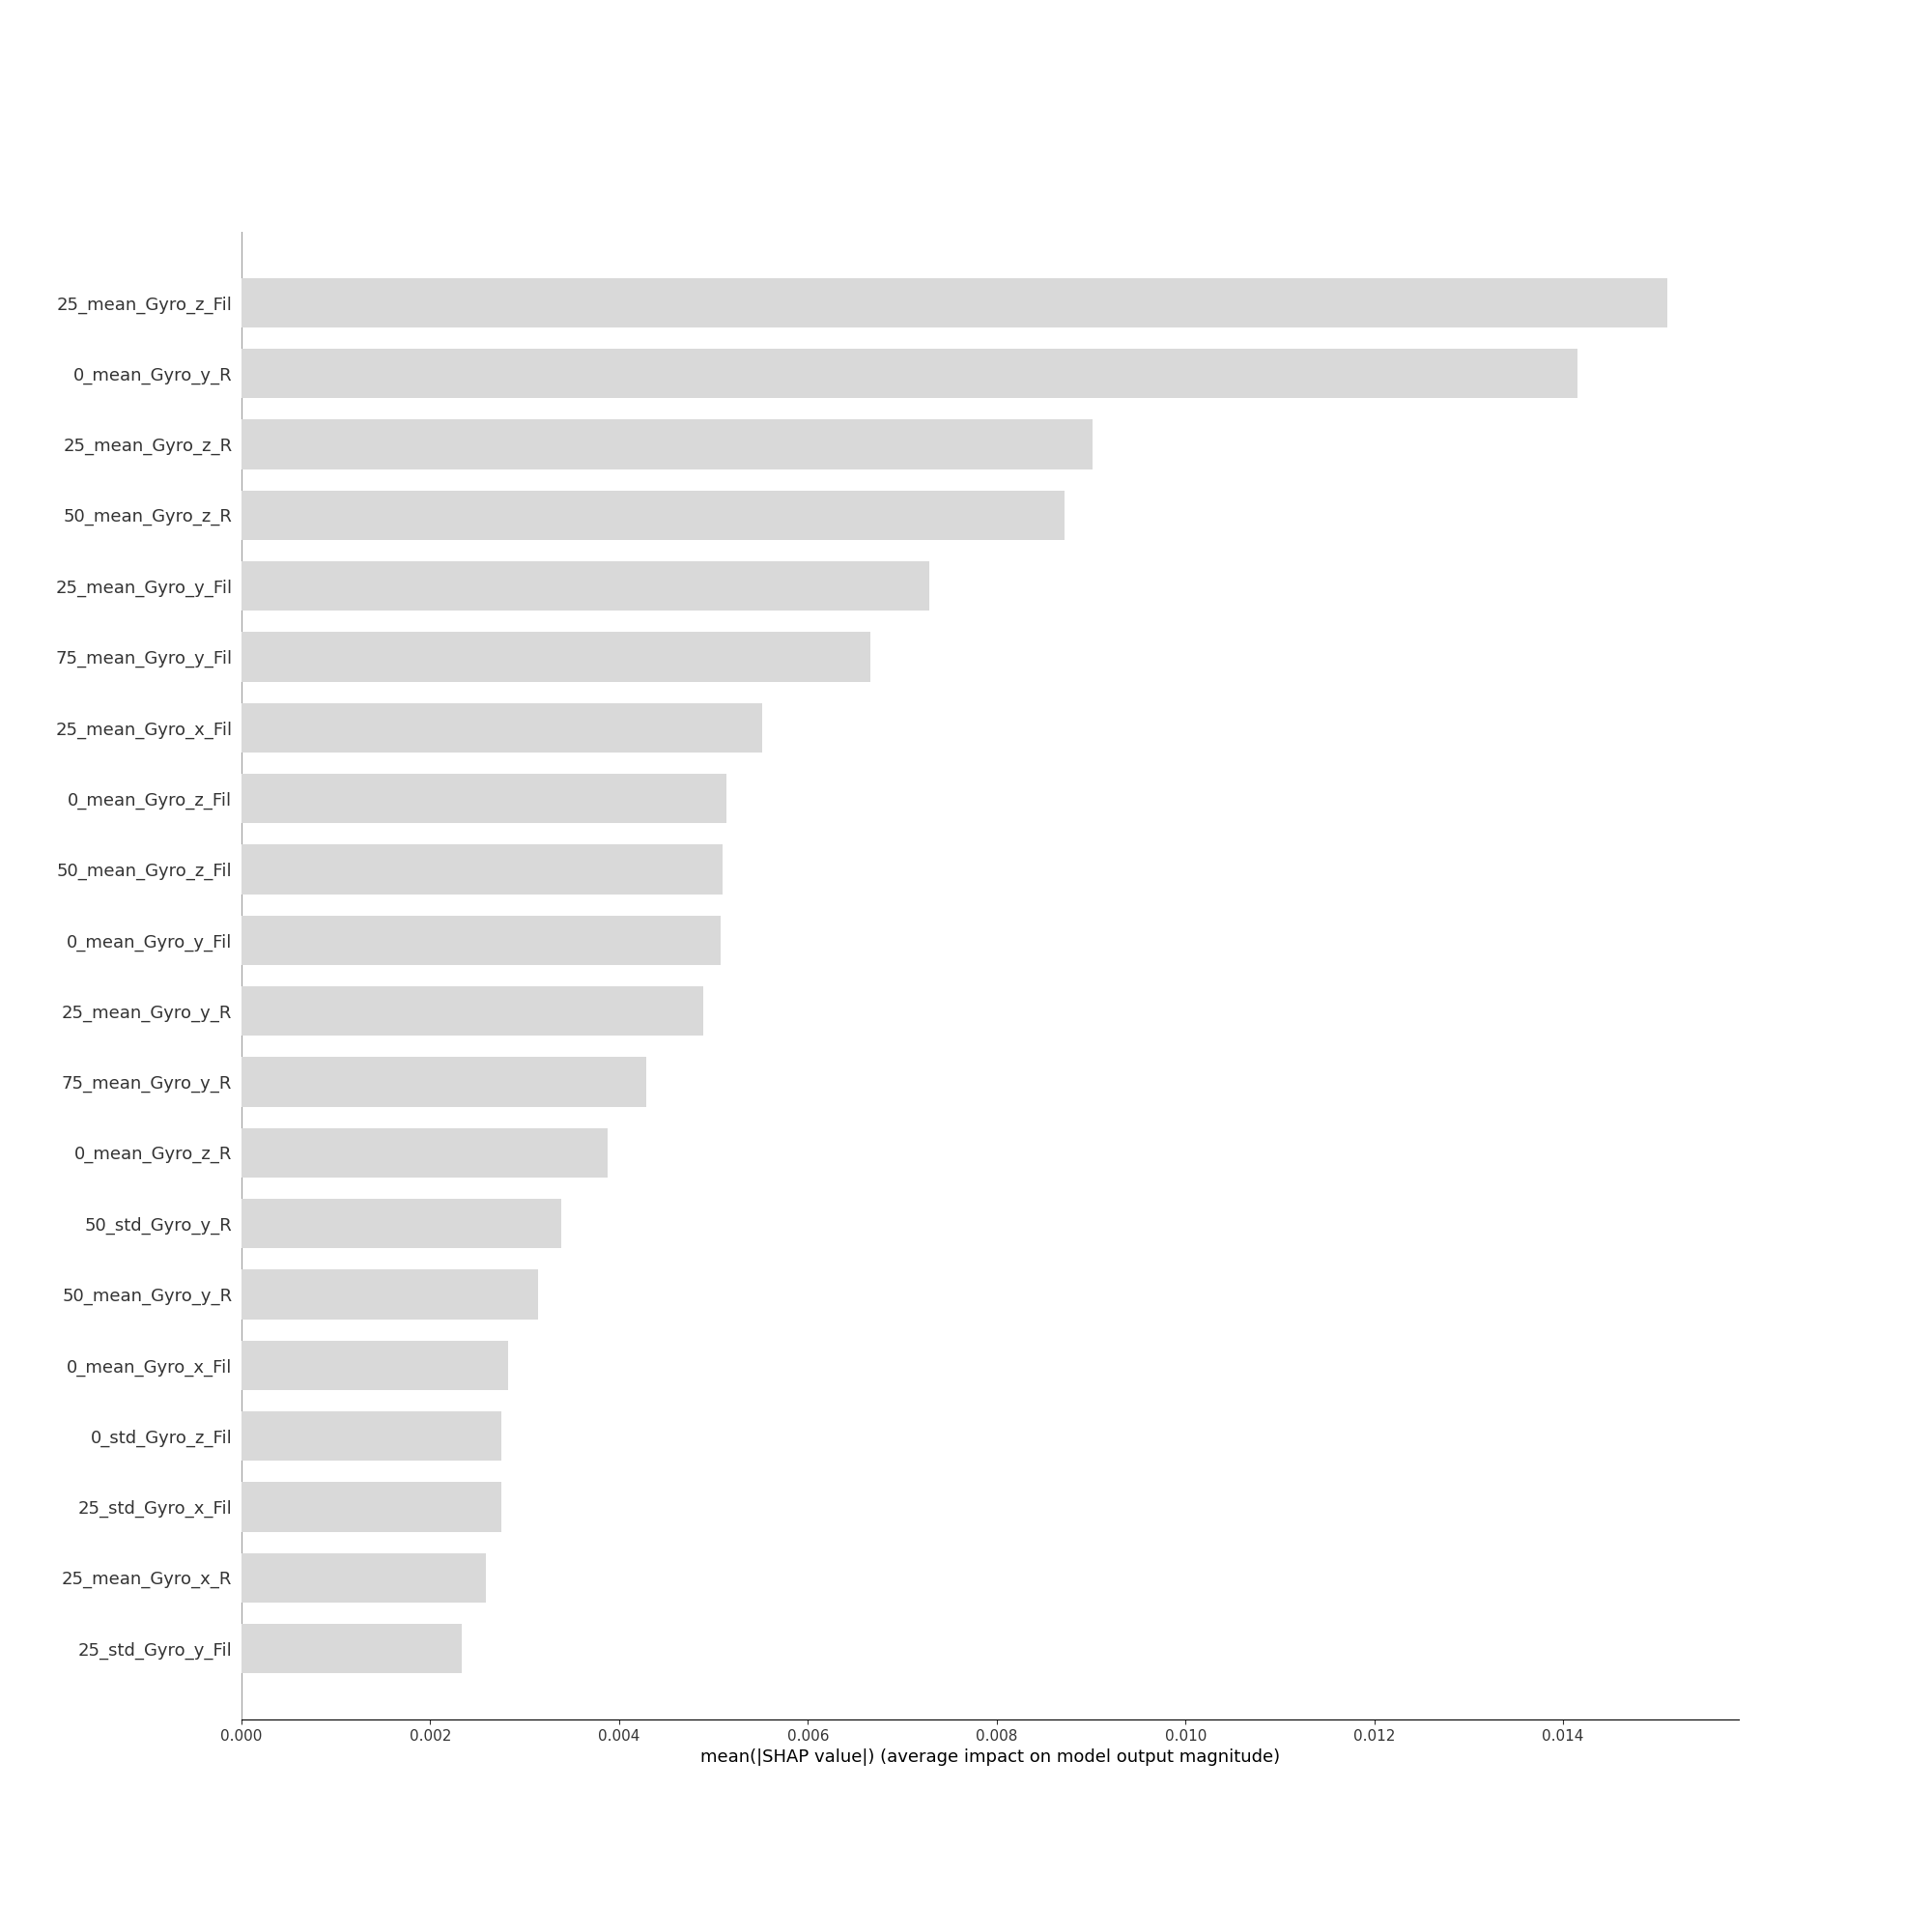 25_mean_Gyro_z_Fil
0_mean_Gyro_y_R
25_mean_Gyro_z_R
50_mean_Gyro_z_R
25_mean_Gyro_y_Fil
75_mean_Gyro_y_Fil
25_mean_Gyro_x_Fil
0_mean_Gyro_z_Fil
50_mean_Gyro_z_Fil
0_mean_Gyro_y_Fil
25_mean_Gyro_y_R
75_mean_Gyro_y_R
0_mean_Gyro_z_R
50_std_Gyro_y_R
50_mean_Gyro_y_R
0_mean_Gyro_x_Fil
0_std_Gyro_z_Fil
25_std_Gyro_x_Fil
25_mean_Gyro_x_R
25_std_Gyro_y_Fil
0.000 0.002 0.004 0.006 0.008 0.010 0.012 0.014
mean(|SHAP value|) (average impact on model output magnitude)